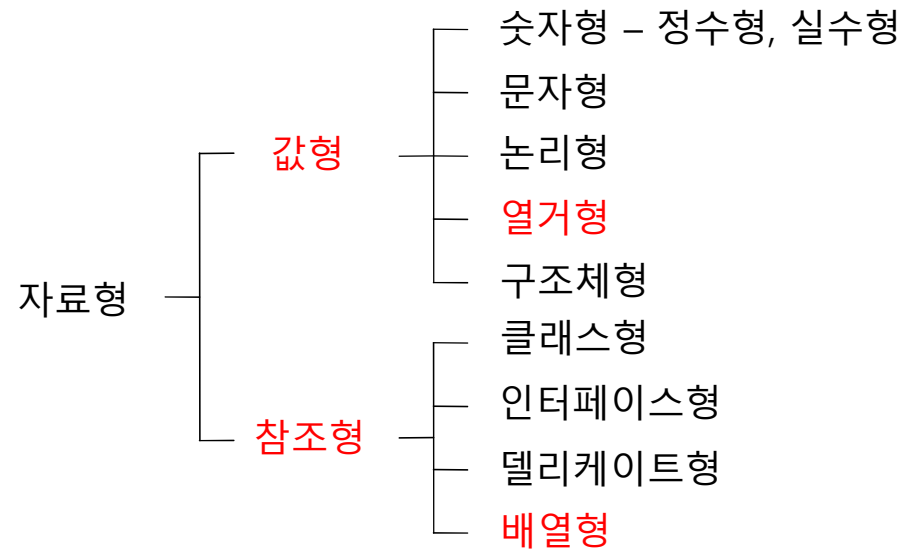 숫자형 – 정수형, 실수형
문자형
값형
논리형
열거형
구조체형
자료형
클래스형
인터페이스형
참조형
델리케이트형
배열형